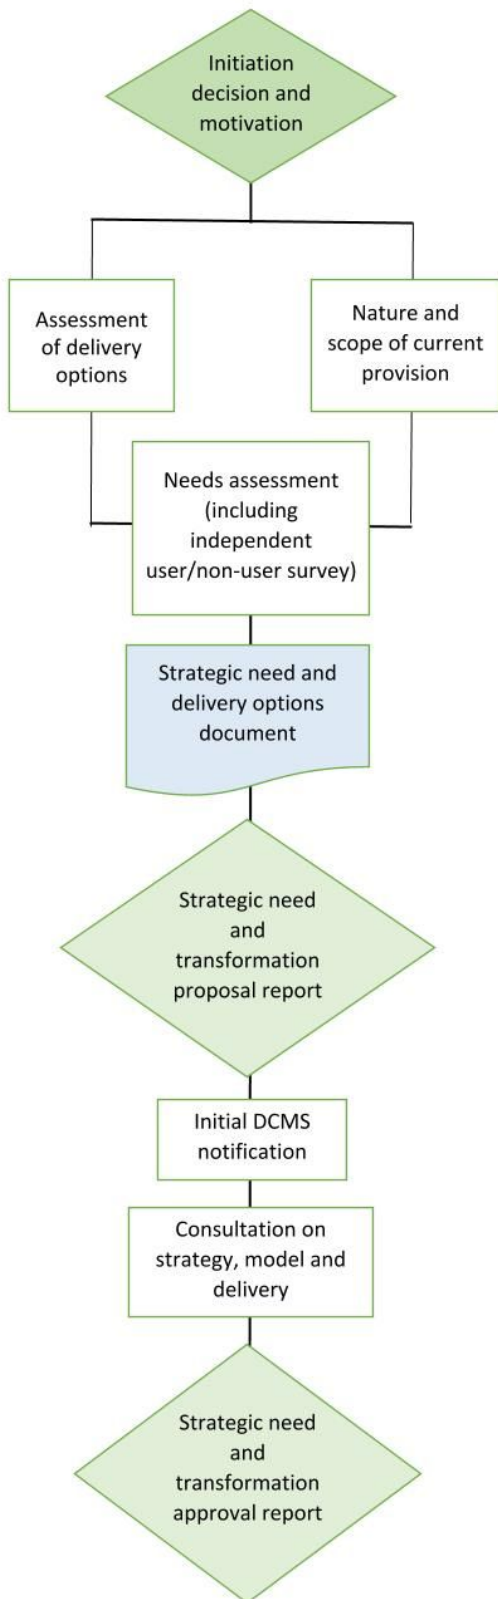 Initiation
decision and
motivation
Assessment
of delivery
options
Nature and
scope of current
provision
Needs assessment
(including
independent
user/non-user survey)
Strategic need and
delivery options
document
Strategic need
and
transformation
proposal report
Initial DCMS
notification
Consultation on
strategy, model and
delivery
Strategic need
and
transformation
approval report